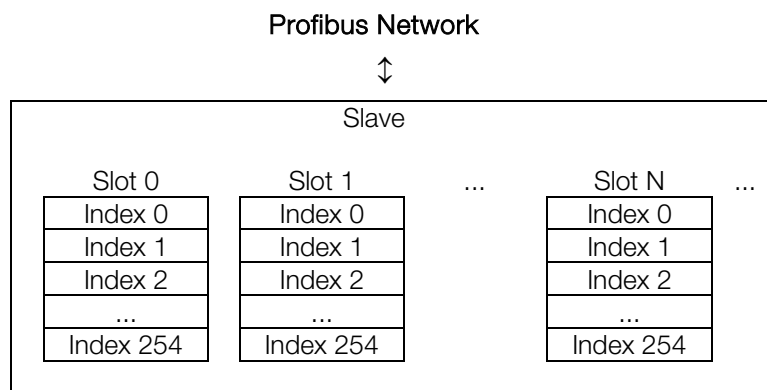 Profibus Network
↕
Slave
Slot 0 Slot 1 ... Slot N ...
Index 0 Index 0 Index 0
Index 1 Index 1 Index 1
Index 2 Index 2 Index 2
... ... ...
Index 254 Index 254 Index 254